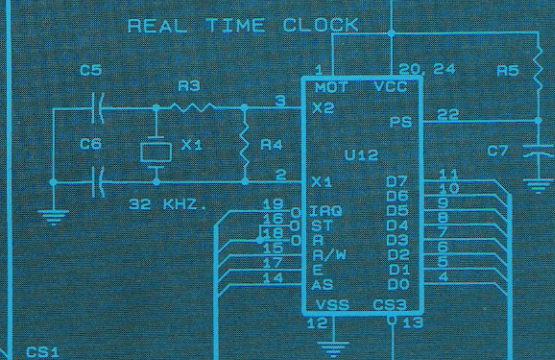 REAL TIME CLOCK
C5
R3
1
MOT
VCC
20, 24
R5
3
X2
PS
22
C6
X1
R4
U12
C7
2
X1
32 KHZ.
D7
11
D6
10
19
IRQ
D5
9
16
ST
D4
8
18
R
D3
7
15
R/W
D2
6
17
E
D1
5
14
AS
D0
4
VSS
CS3
12
13
CS1